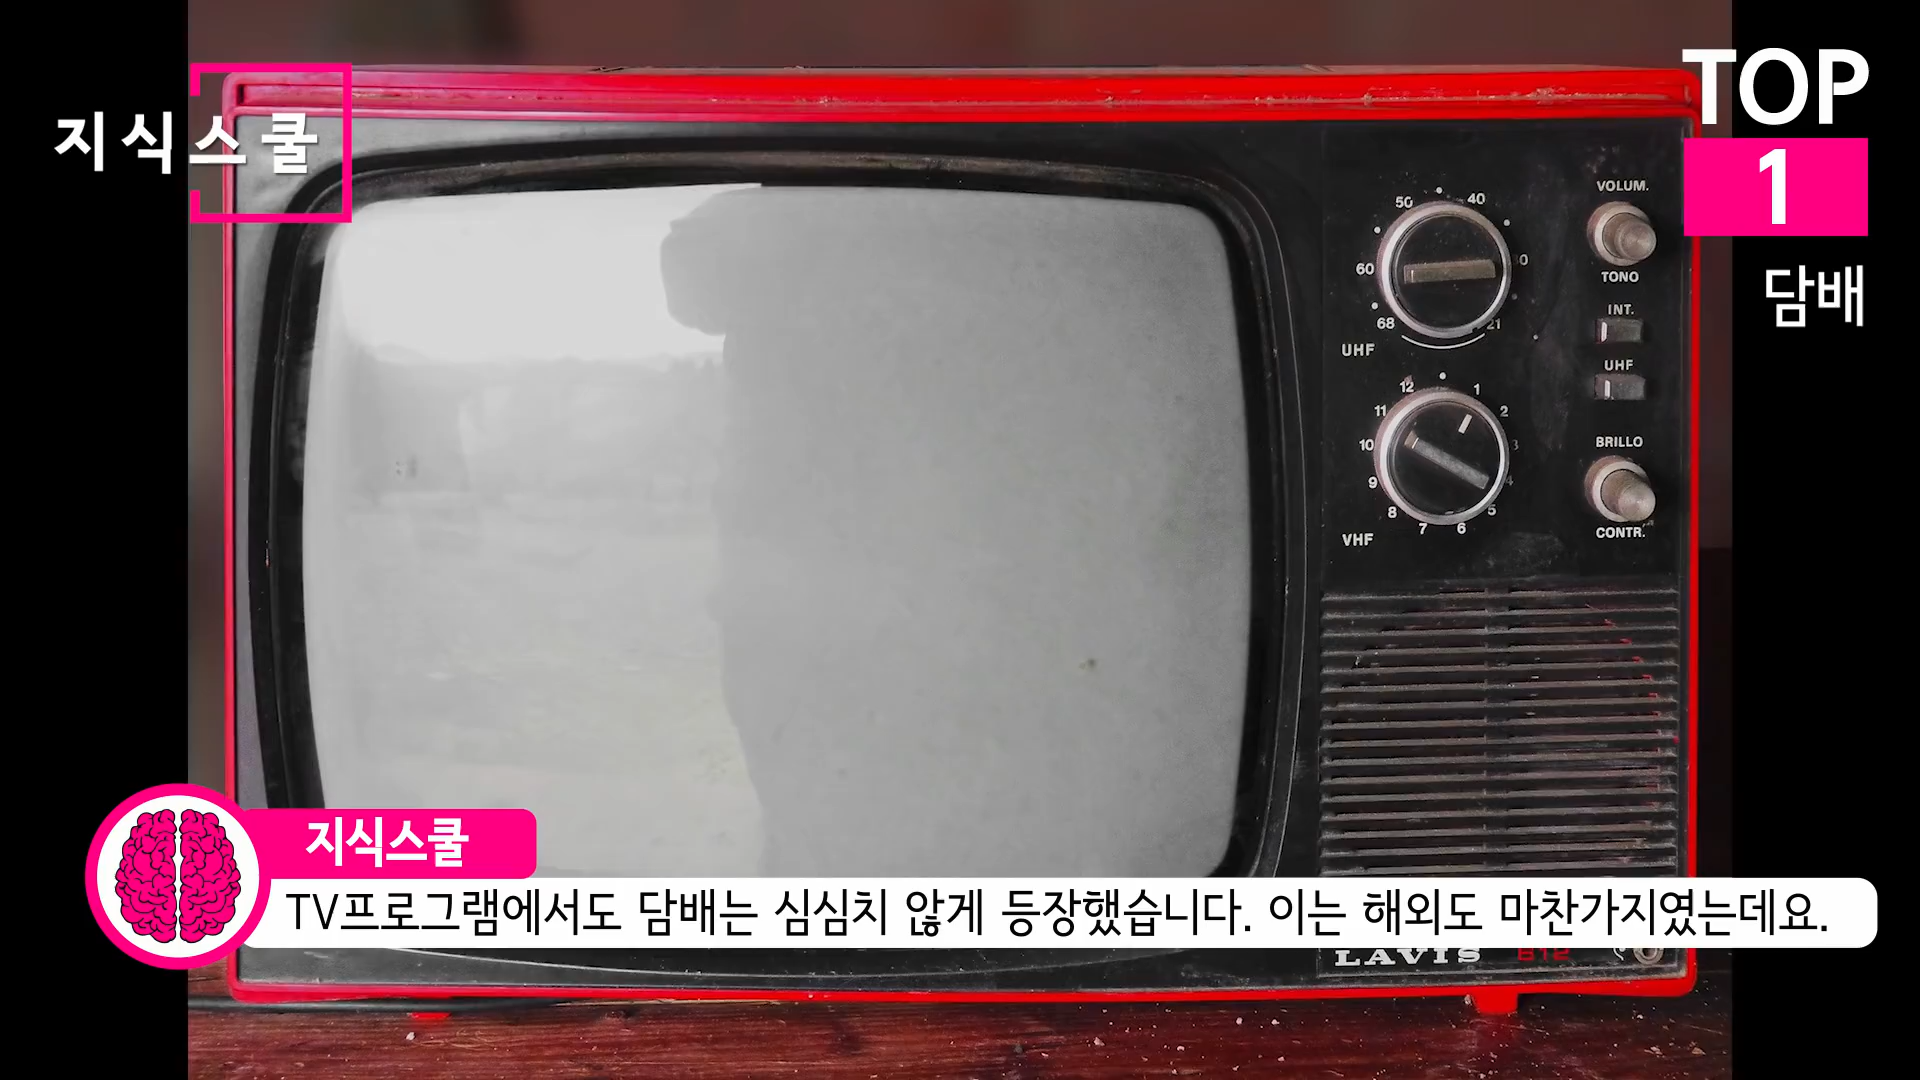 지식스쿨
TOP
1
담배
VOLUM.
TONO
INT.
UHF
BRILLO
CONTR.
50 40
60 30
68 21
UHF
12 1
11 2
10 3
9 4
8 5
7 6
VHF
지식스쿨
TV프로그램에서도 담배는 심심치 않게 등장했습니다. 이는 해외도 마찬가지였는데요.
LAVIS 612